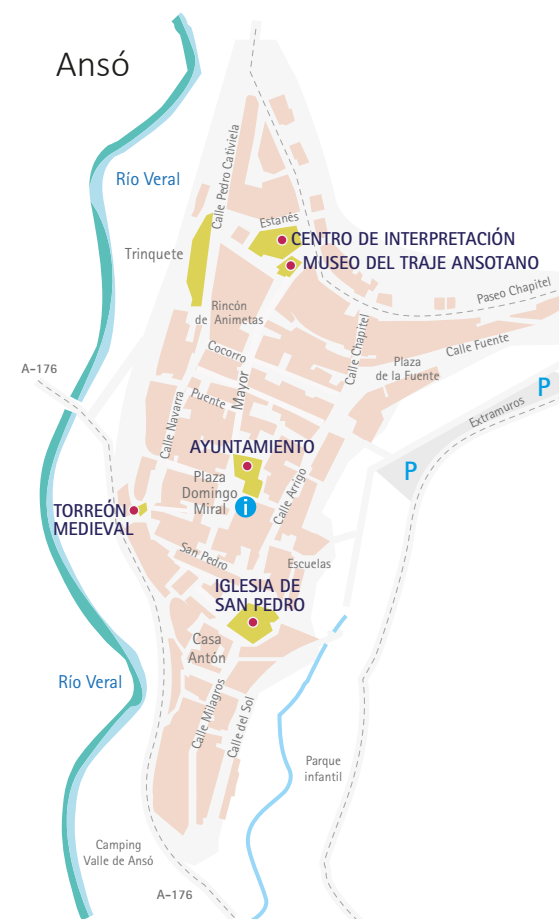 Ansó
Río Veral
Calle Pedro Cativiela
Estanés
CENTRO DE INTERPRETACIÓN
Trinquete
MUSEO DEL TRAJE ANSOTANO
Paseo Chapitel
Rincón
de Animetas
Calle Chapitel
Calle Fuente
Cocorro
Plaza
de la Fuente
A-176
Mayor
Puente
P
Extramuros
Calle Navarra
AYUNTAMIENTO
P
Plaza
Domingo
Miral
i
Calle Arrigo
TORREÓN
MEDIEVAL
San Pedro
Escuelas
IGLESIA DE
SAN PEDRO
Casa
Antón
Río Veral
Calle Milagros
Calle del Sol
Parque
infantil
Camping
Valle de Ansó
A-176